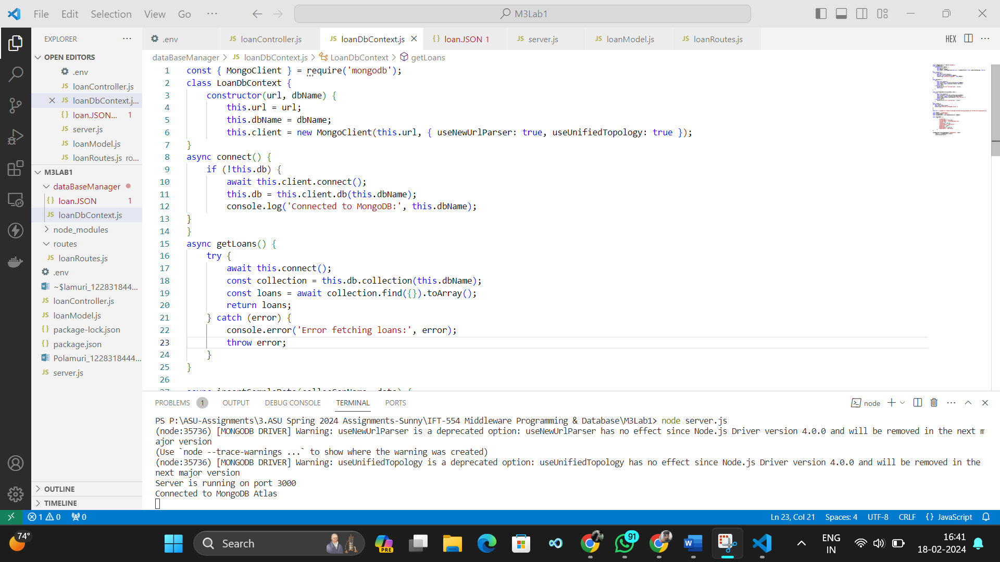 File Edit Selection View Go ···
M3Lab1
EXPLORER ···
OPEN EDITORS
.env
loanController.js
loanDbContext.j...
{} loan.JSON... 1
server.js
loanModel.js
loanRoutes.js ro...
M3LAB1
dataBaseManager
{} loan.JSON 1
JS loanDbContext.js
node_modules
routes
JS loanRoutes.js
.env
~$lamuri_122831844...
JS loanController.js
JS loanModel.js
{} package-lock.json
{} package.json
Polamuri_1228318444...
JS server.js
OUTLINE
TIMELINE
.env JS loanController.js JS loanDbContext.js {} loan.JSON 1 JS server.js JS loanModel.js JS loanRoutes.js HEX ···
dataBaseManager > JS loanDbContext.js > LoanDbContext > getLoans
1 const { MongoClient } = require('mongodb');
2 class LoanDbContext {
3 constructor(url, dbName) {
4 this.url = url;
5 this.dbName = dbName;
6 this.client = new MongoClient(this.url, { useNewUrlParser: true, useUnifiedTopology: true });
7 }
8 async connect() {
9 if (!this.db) {
10 await this.client.connect();
11 this.db = this.client.db(this.dbName);
12 console.log('Connected to MongoDB:', this.dbName);
13 }
14 }
15 async getLoans() {
16 try {
17 await this.connect();
18 const collection = this.db.collection(this.dbName);
19 const loans = await collection.find({}).toArray();
20 return loans;
21 } catch (error) {
22 console.error('Error fetching loans:', error);
23 throw error;
24 }
25 }
26
PROBLEMS 1 OUTPUT DEBUG CONSOLE TERMINAL PORTS node
PS P:\ASU-Assignments\3.ASU Spring 2024 Assignments-Sunny\IFT-554 Middleware Programming & Database\M3Lab1> node server.js
(node:35736) [MONGODB DRIVER] Warning: useNewUrlParser is a deprecated option: useNewUrlParser has no effect since Node.js Driver version 4.0.0 and will be removed in the next m
ajor version
(Use `node --trace-warnings ...` to show where the warning was created)
(node:35736) [MONGODB DRIVER] Warning: useUnifiedTopology is a deprecated option: useUnifiedTopology has no effect since Node.js Driver version 4.0.0 and will be removed in the
next major version
Server is running on port 3000
Connected to MongoDB Atlas
1 0 0 Ln 23, Col 21 Spaces: 4 UTF-8 CRLF {} JavaScript
74° Search PRE 91 ENG IN 16:41 18-02-2024